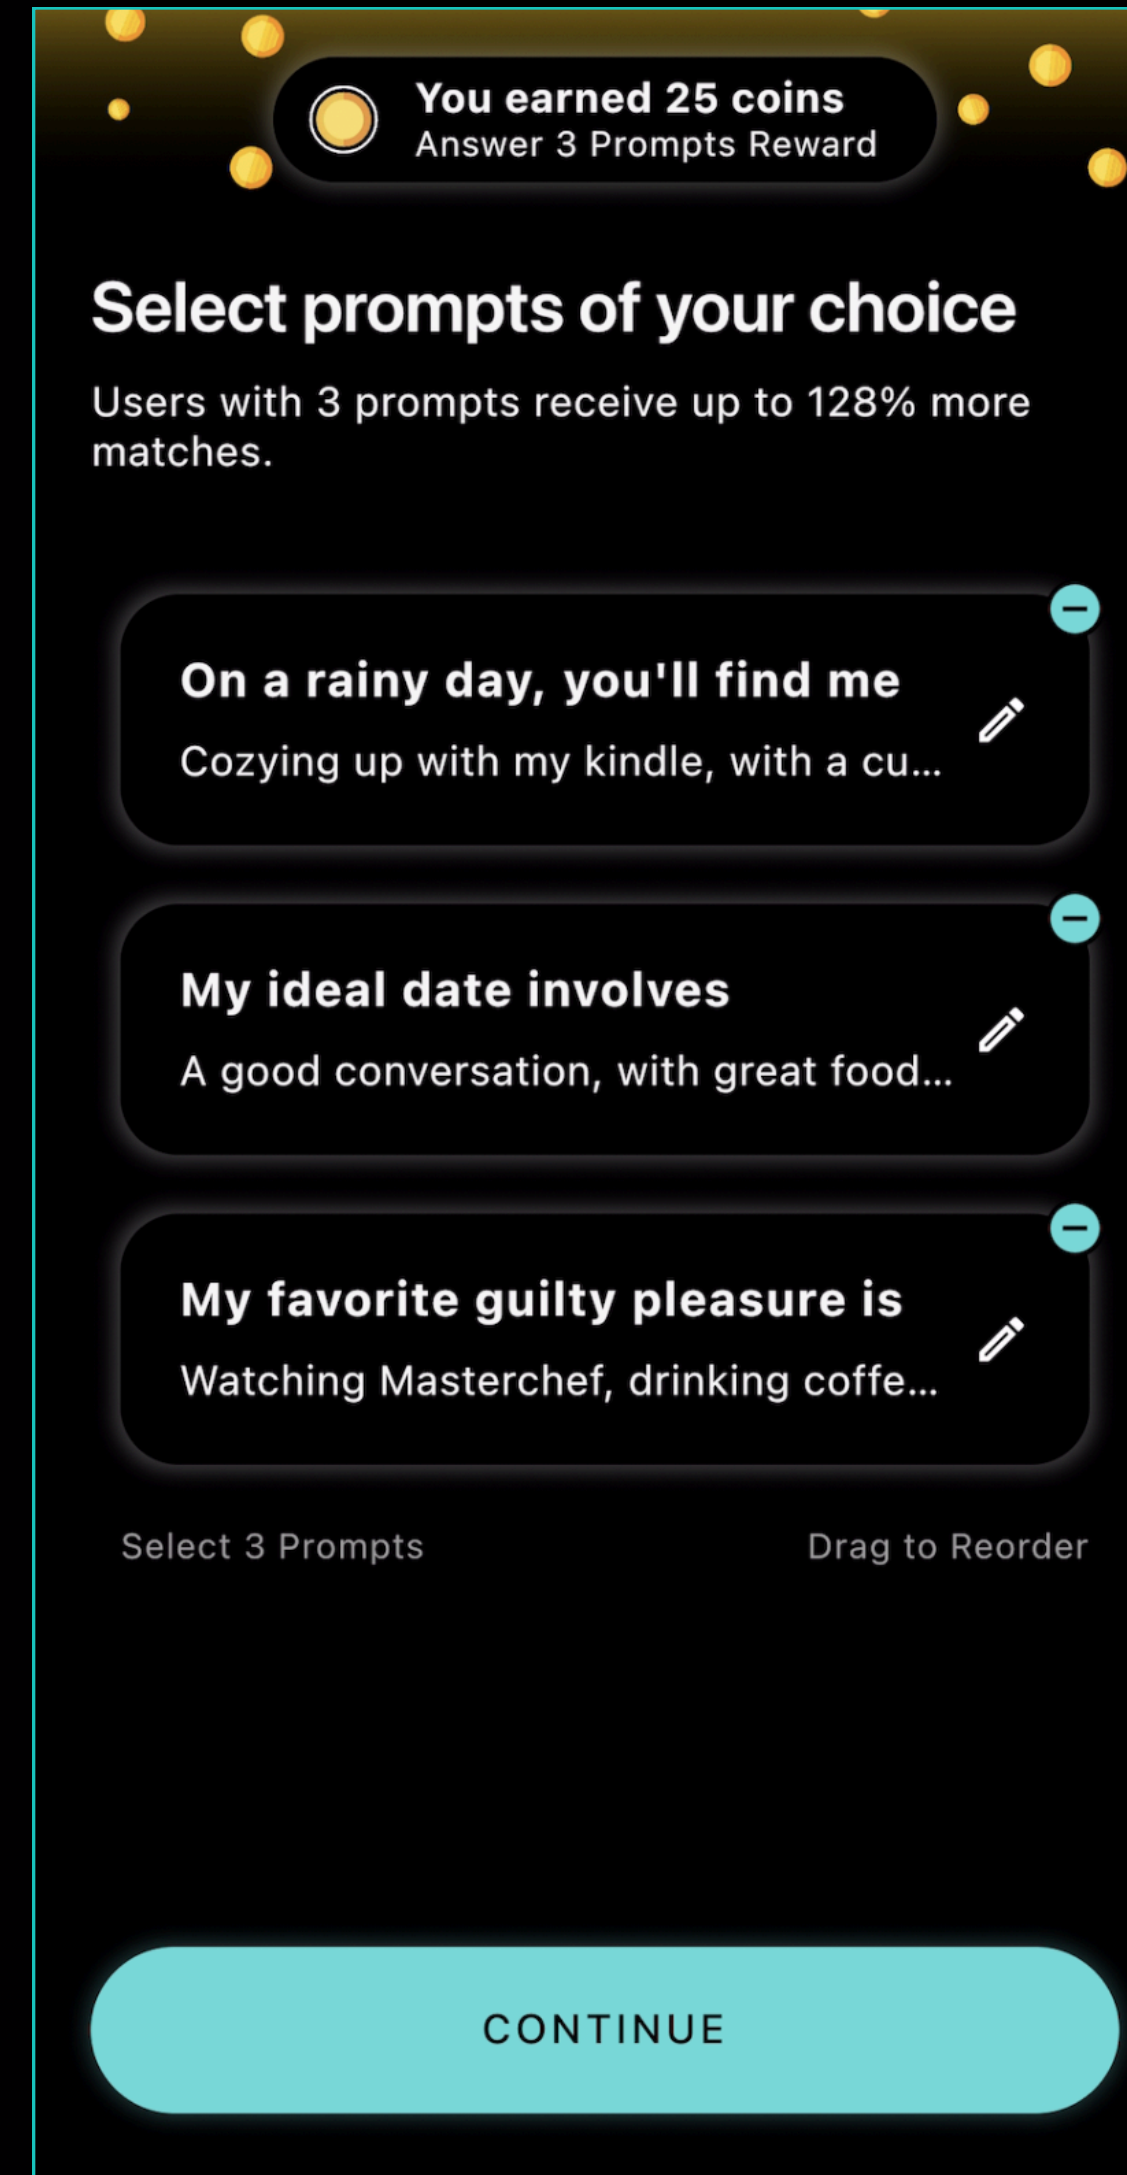 You earned 25 coins
Answer 3 Prompts Reward
Select prompts of your choice
Users with 3 prompts receive up to 128% more
matches.
On a rainy day, you'll find me
Cozying up with my kindle, with a cu...
My ideal date involves
A good conversation, with great food...
My favorite guilty pleasure is
Watching Masterchef, drinking coffe...
Select 3 Prompts
Drag to Reorder
CONTINUE